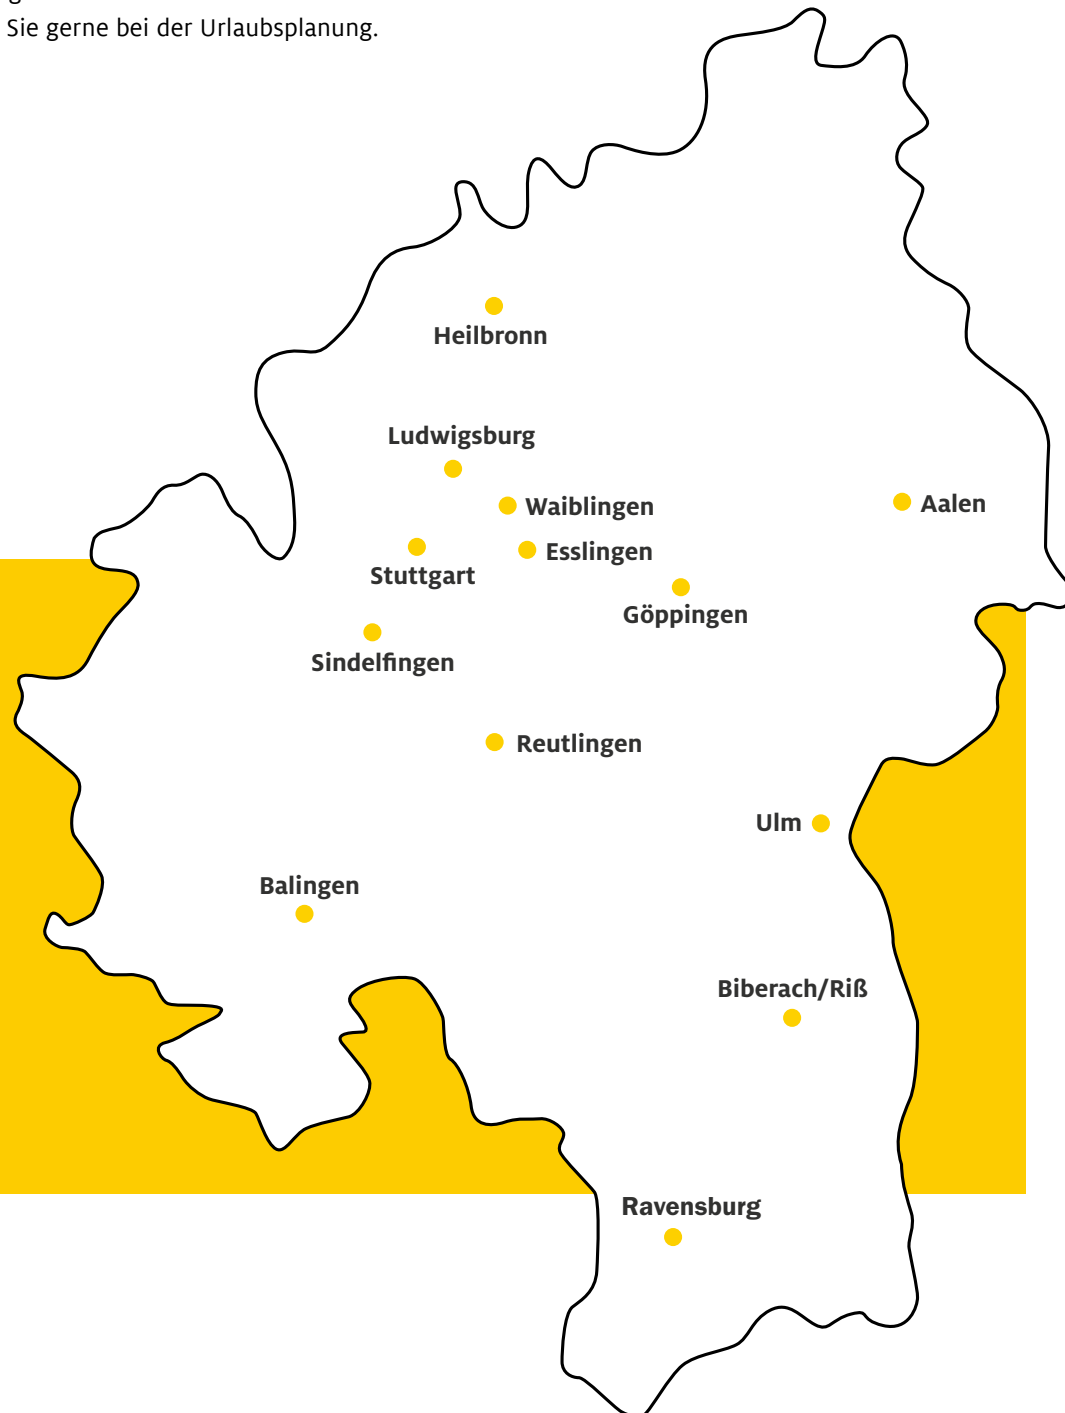 Sie gerne bei der Urlaubsplanung.
Heilbronn
Ludwigsburg
Waiblingen
Aalen
Esslingen
Stuttgart
Göppingen
Sindelfingen
Reutlingen
Ulm
Balingen
Biberach/Riß
Ravensburg